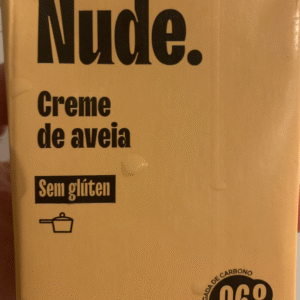 Nude.
Creme
de aveia
Sem glúten
DE CARBONO